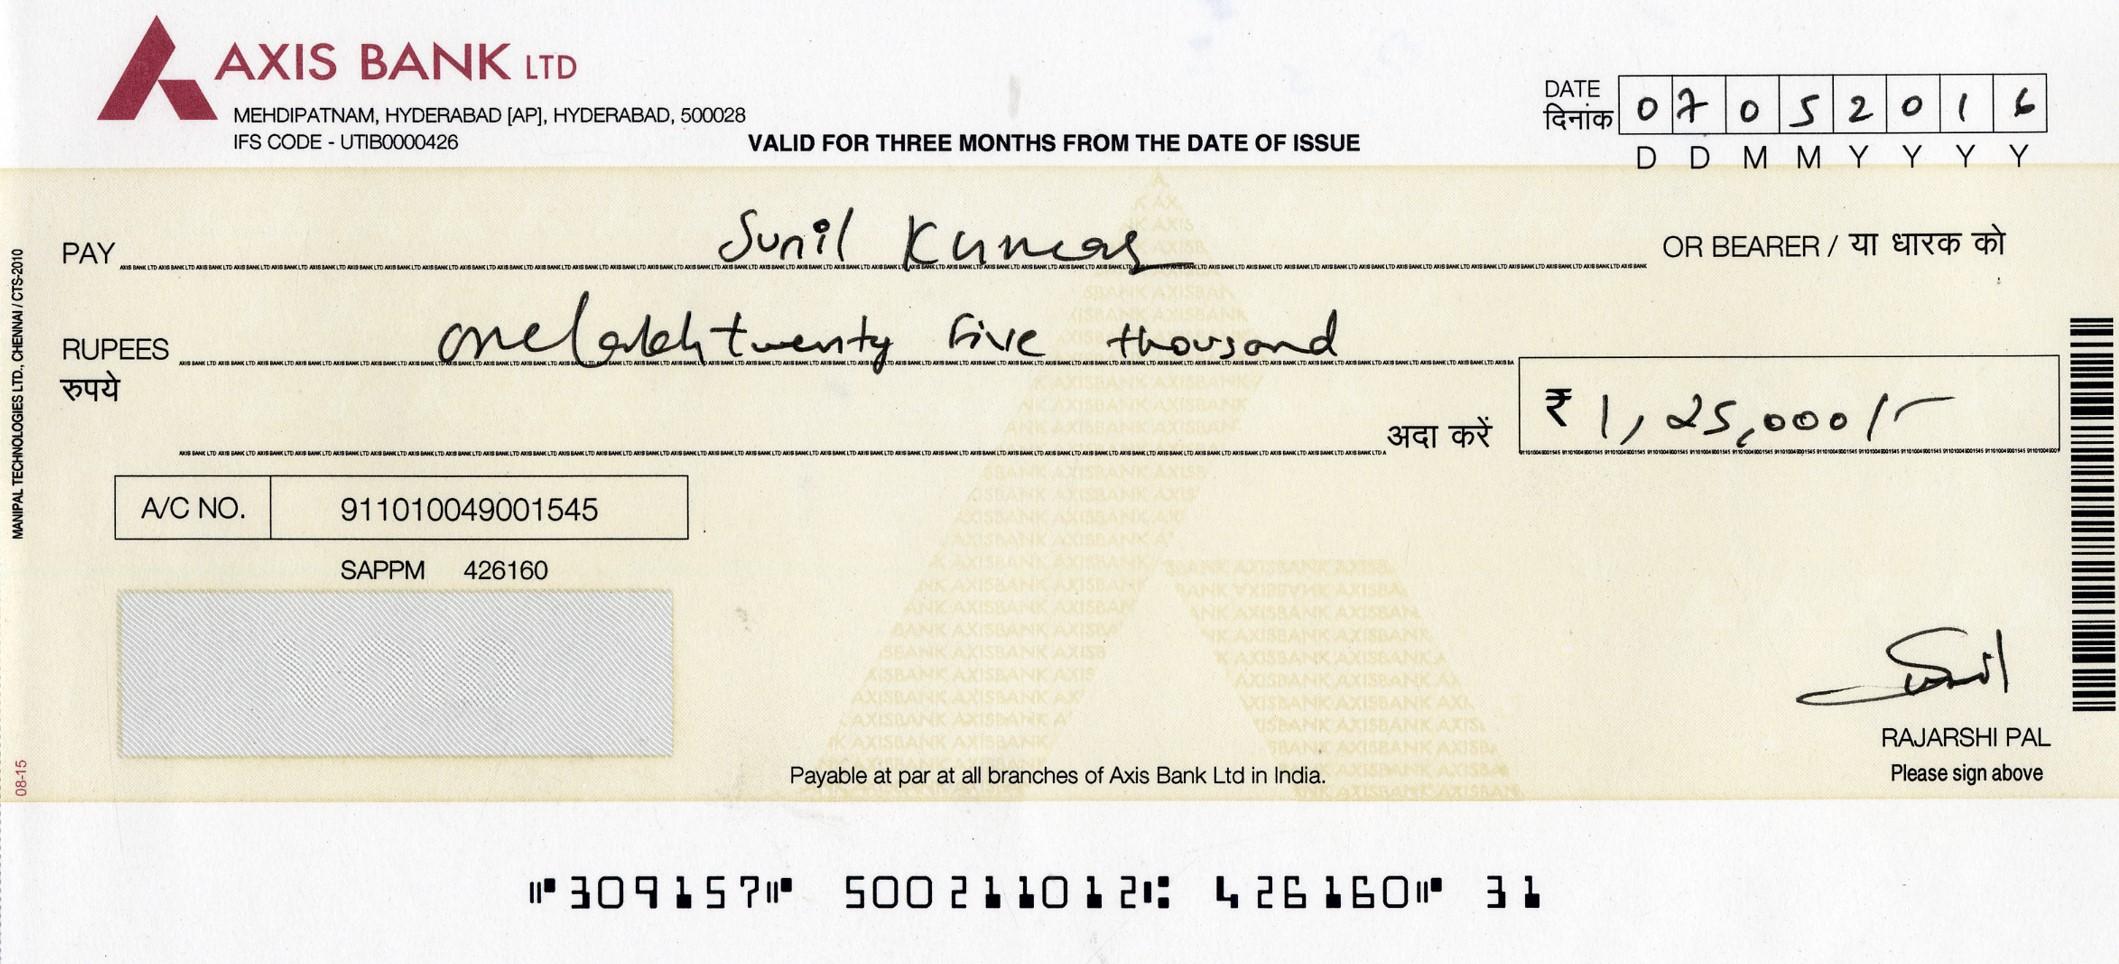 AXIS BANK LTD
MEHDIPATNAM, HYDERABAD [AP], HYDERABAD, 500028
IFS CODE - UTIB0000426
VALID FOR THREE MONTHS FROM THE DATE OF ISSUE
DATE
दिनांक
0 7 0 5 2 0 1 6
D D M M Y Y Y Y
PAY Sunil Kumar OR BEARER / या धारक को
RUPEES one lakh twenty five thousand
रुपये
अदा करें ₹ 1,25,000/-
A/C NO. 911010049001545
SAPPM 426160
VOID
RAJARSHI PAL
Please sign above
Payable at par at all branches of Axis Bank Ltd in India.
MANIPAL TECHNOLOGIES LTD., CHENNAI / CTS-2010
08-15
⑈309157⑈ 500211012⑆ 426160⑈ 31